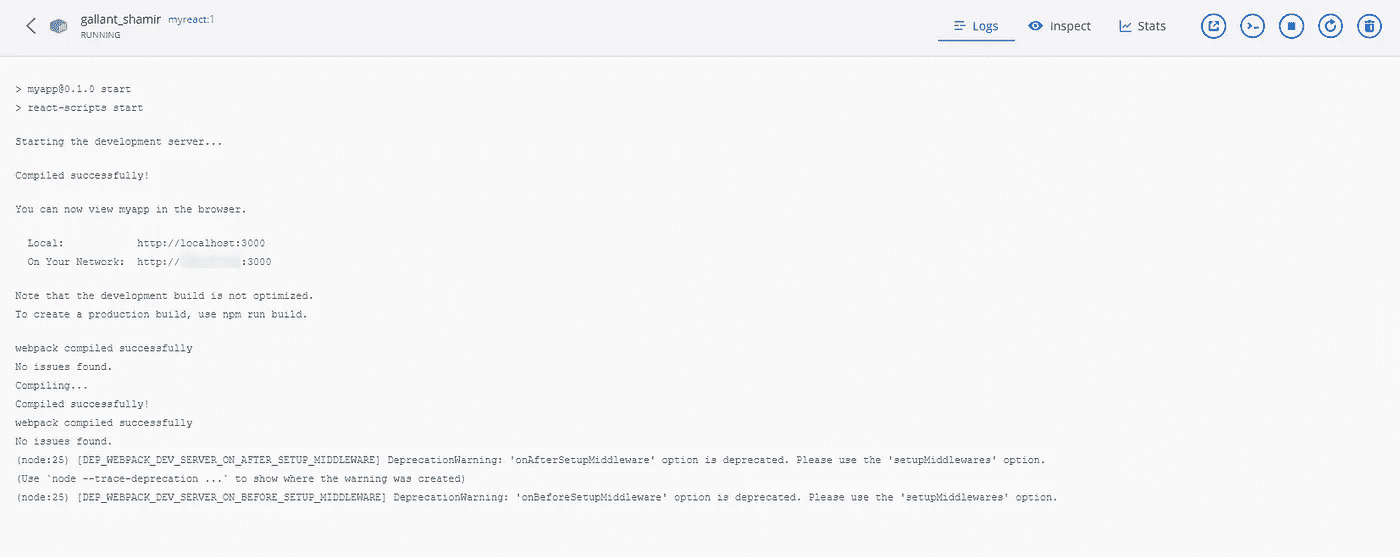 gallant_shamir myreact:1
RUNNING
Logs
Inspect
Stats
> myapp@0.1.0 start
> react-scripts start
Starting the development server...
Compiled successfully!
You can now view myapp in the browser.
Local: http://localhost:3000
On Your Network: http:// :3000
Note that the development build is not optimized.
To create a production build, use npm run build.
webpack compiled successfully
No issues found.
Compiling...
Compiled successfully!
webpack compiled successfully
No issues found.
(node:25) [DEP_WEBPACK_DEV_SERVER_ON_AFTER_SETUP_MIDDLEWARE] DeprecationWarning: 'onAfterSetupMiddleware' option is deprecated. Please use the 'setupMiddlewares' option.
(Use `node --trace-deprecation ...` to show where the warning was created)
(node:25) [DEP_WEBPACK_DEV_SERVER_ON_BEFORE_SETUP_MIDDLEWARE] DeprecationWarning: 'onBeforeSetupMiddleware' option is deprecated. Please use the 'setupMiddlewares' option.